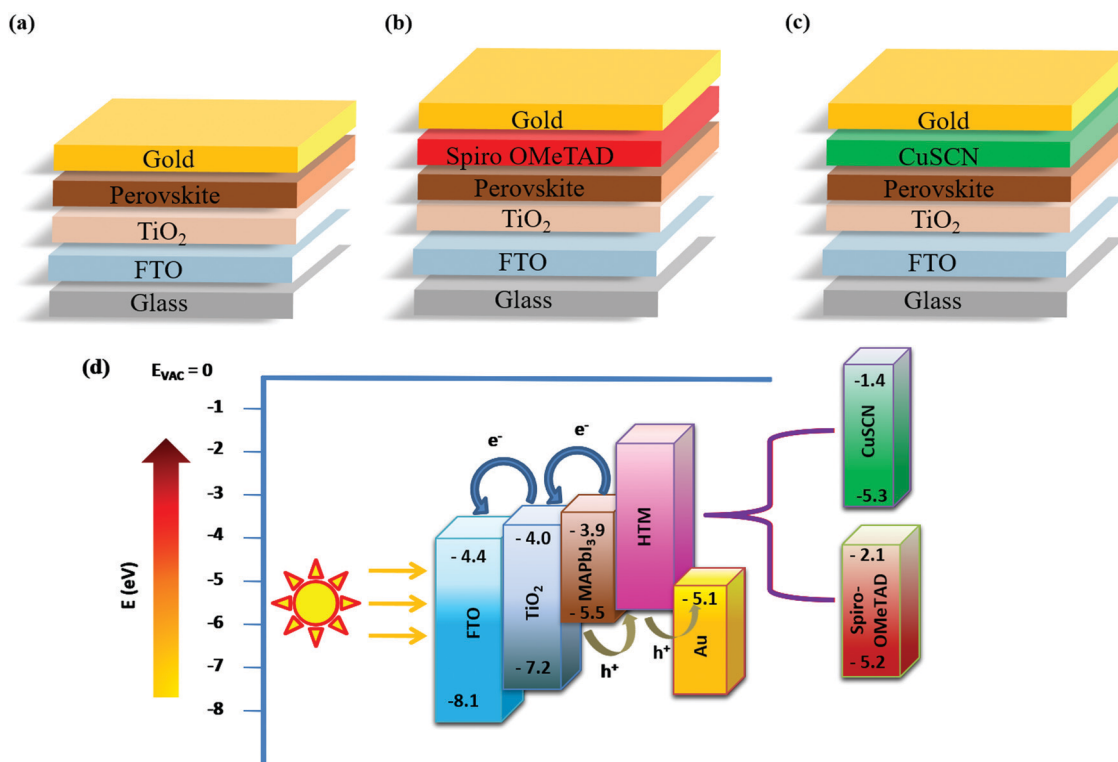 (a)
Gold
Perovskite
TiO₂
FTO
Glass
(b)
Gold
Spiro OMeTAD
Perovskite
TiO₂
FTO
Glass
(c)
Gold
CuSCN
Perovskite
TiO₂
FTO
Glass
(d)
E_VAC = 0
-1
-2
-3
-4
-5
-6
-7
-8
E (eV)
e⁻
e⁻
- 4.4
FTO
-8.1
- 4.0
TiO₂
- 7.2
- 3.9
MAPbI₃
- 5.5
HTM
h⁺
h⁺
- 5.1
Au
-1.4
CuSCN
-5.3
- 2.1
Spiro-
OMeTAD
- 5.2